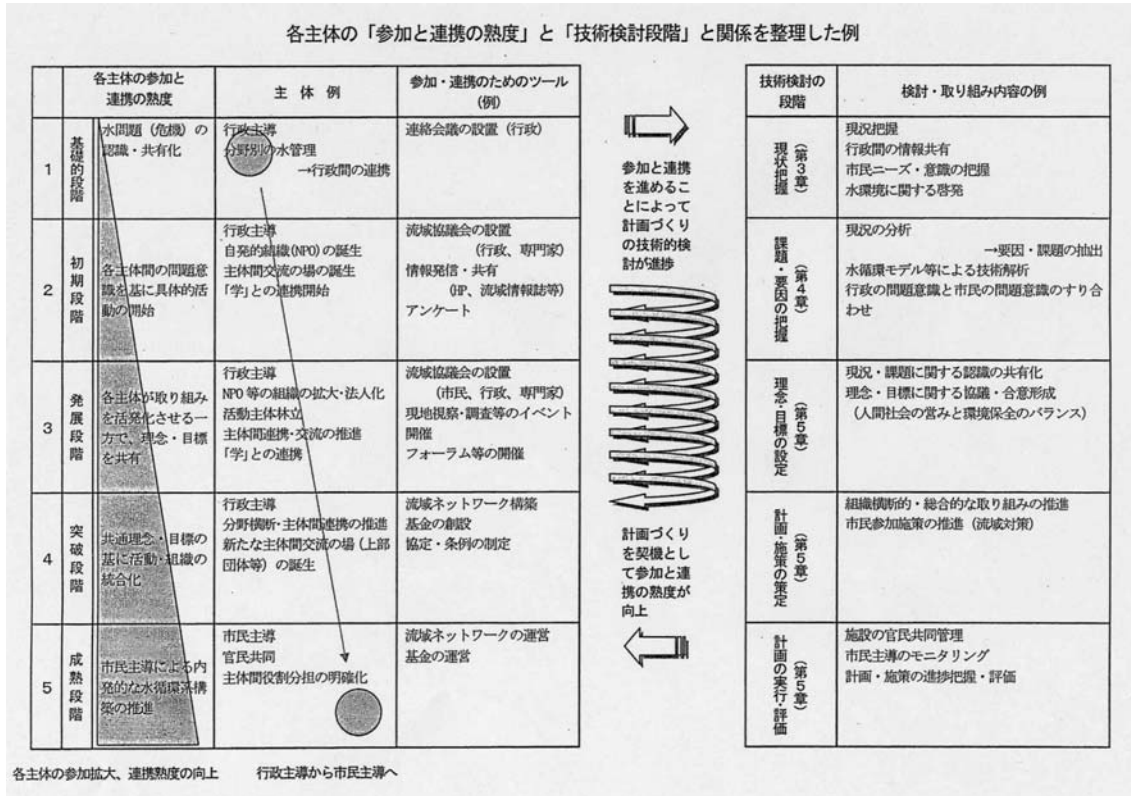 各主体の「参加と連携の熟度」と「技術検討段階」と関係を整理した例
各主体の参加と
連携の熟度
主 体 例
参加・連携のためのツール
(例)
1
基礎的段階
水問題（危機）の
認識・共有化
行政主導
分野別の水管理
→行政間の連携
連絡会議の設置（行政）
2
初期段階
各主体間の問題意
識を基に具体的活
動の開始
行政主導
自発的組織(NPO)の誕生
主体間交流の場の誕生
「学」との連携開始
流域協議会の設置
（行政、専門家）
情報発信・共有
（HP、流域情報誌等）
アンケート
3
発展段階
各主体が取り組み
を活発化させる一
方で、理念・目標
を共有
行政主導
NPO等の組織の拡大・法人化
活動主体林立
主体間連携・交流の推進
「学」との連携
流域協議会の設置
（市民、行政、専門家）
現地視察・調査等のイベント
開催
フォーラム等の開催
4
突破段階
共通理念・目標の
基に活動・組織の
統合化
行政主導
分野横断・主体間連携の推進
新たな主体間交流の場（上部
団体等）の誕生
流域ネットワーク構築
基金の創設
協定・条例の制定
5
成熟段階
市民主導による内
発的な水循環系構
築の推進
市民主導
官民共同
主体間役割分担の明確化
流域ネットワークの運営
基金の運営
各主体の参加拡大、連携熟度の向上
行政主導から市民主導へ
参加と連携
を進めるこ
とによって
計画づくり
の技術的検
討が進捗
計画づくり
を契機とし
て参加と連
携の熟度が
向上
技術検討の
段階
検討・取り組み内容の例
現状把握
（第3章）
現況把握
行政間の情報共有
市民ニーズ・意識の把握
水環境に関する啓発
課題・要因の把握
（第4章）
現況の分析
→要因・課題の抽出
水循環モデル等による技術解析
行政の問題意識と市民の問題意識のすり合
わせ
理念・目標の設定
（第5章）
現況・課題に関する認識の共有化
理念・目標に関する協議・合意形成
（人間社会の営みと環境保全のバランス）
計画・施策の策定
（第5章）
組織横断的・総合的な取り組みの推進
市民参加施策の推進（流域対策）
計画の実行・評価
（第5章）
施設の官民共同管理
市民主導のモニタリング
計画・施策の進捗把握・評価